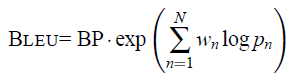 BLEU= BP · exp ( ∑_{n=1}^{N} w_n log p_n )